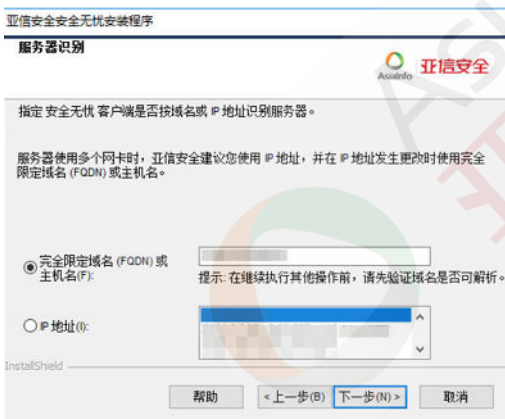 亚信安全安全无忧安装程序
服务器识别
AsiaInfo 亚信安全
指定 安全无忧 客户端是否按域名或 IP 地址识别服务器。
服务器使用多个网卡时，亚信安全建议您使用 IP 地址，并在 IP 地址发生更改时使用完全
限定域名 (FQDN) 或主机名。
完全限定域名 (FQDN) 或
主机名(F):
提示: 在继续执行其他操作前，请先验证域名是否可解析。
IP 地址(I):
InstallShield
帮助 < 上一步(B) 下一步(N) > 取消